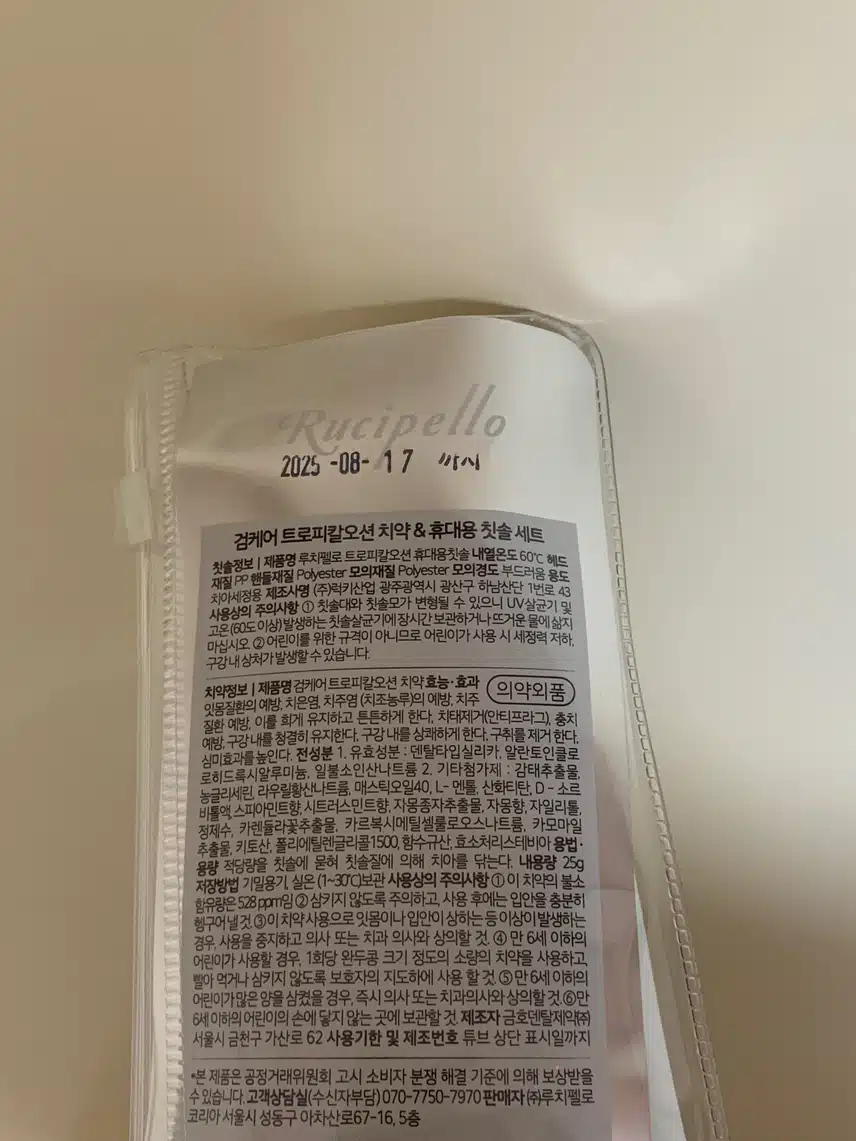 Rucipello
2025 -08- 17 까지
검케어 트로피칼오션 치약 & 휴대용 칫솔 세트
칫솔정보 | 제품명 루치펠로 트로피칼오션 휴대용칫솔 내열온도 60℃ 헤드
재질 PP 핸들재질 Polyester 모의재질 Polyester 모의경도 부드러움 용도
치아세정용 제조사명 (주)럭키산업 광주광역시 광산구 하남산단 1번로 43
사용상의 주의사항 ① 칫솔대와 칫솔모가 변형될 수 있으니 UV살균기 및
고온(60도 이상) 발생하는 칫솔살균기에 장시간 보관하거나 뜨거운 물에 삶지
마십시오. ② 어린이를 위한 규격이 아니므로 어린이가 사용 시 세정력 저하,
구강 내 상처가 발생할 수 있습니다.
치약정보 | 제품명 검케어 트로피칼오션 치약 효능·효과 의약외품
잇몸질환의 예방, 치은염, 치주염 (치조농루)의 예방, 치주
질환 예방, 이를 희게 유지하고 튼튼하게 한다, 치태제거(안티프라그), 충치
예방, 구강 내를 청결히 유지한다. 구강 내를 상쾌하게 한다, 구취를 제거 한다,
심미효과를 높인다. 전성분 1. 유효성분 : 덴탈타입실리카, 알란토인클로
로히드록시알루미늄, 일불소인산나트륨 2. 기타첨가제 : 감태추출물,
농글리세린, 라우릴황산나트륨, 매스틱오일40, L- 멘톨, 산화티탄, D - 소르
비톨액, 스피아민트향, 시트러스민트향, 자몽종자추출물, 자몽향, 자일리톨,
정제수, 카렌듈라꽃추출물, 카르복시메틸셀룰로오스나트륨, 카모마일
추출물, 키토산, 폴리에틸렌글리콜1500, 함수규산, 효소처리스테비아 용법·
용량 적당량을 칫솔에 묻혀 칫솔질에 의해 치아를 닦는다. 내용량 25g
저장방법 기밀용기, 실온 (1~30℃)보관 사용상의 주의사항 ① 이 치약의 불소
함유량은 528 ppm임 ② 삼키지 않도록 주의하고, 사용 후에는 입안을 충분히
헹구어 낼 것. ③ 이 치약 사용으로 잇몸이나 입안이 상하는 등 이상이 발생하는
경우, 사용을 중지하고 의사 또는 치과 의사와 상의할 것. ④ 만 6세 이하의
어린이가 사용할 경우, 1회당 완두콩 크기 정도의 소량의 치약을 사용하고,
빨아 먹거나 삼키지 않도록 보호자의 지도하에 사용 할 것. ⑤ 만 6세 이하의
어린이가 많은 양을 삼켰을 경우, 즉시 의사 또는 치과의사와 상의할 것. ⑥ 만
6세 이하의 어린이의 손에 닿지 않는 곳에 보관할 것. 제조자 금호덴탈제약(주)
서울시 금천구 가산로 62 사용기한 및 제조번호 튜브 상단 표시일까지
*본 제품은 공정거래위원회 고시 소비자 분쟁 해결 기준에 의해 보상받을
수 있습니다. 고객상담실(수신자부담) 070-7750-7970 판매자 (주)루치펠로
코리아 서울시 성동구 아차산로67-16, 5층